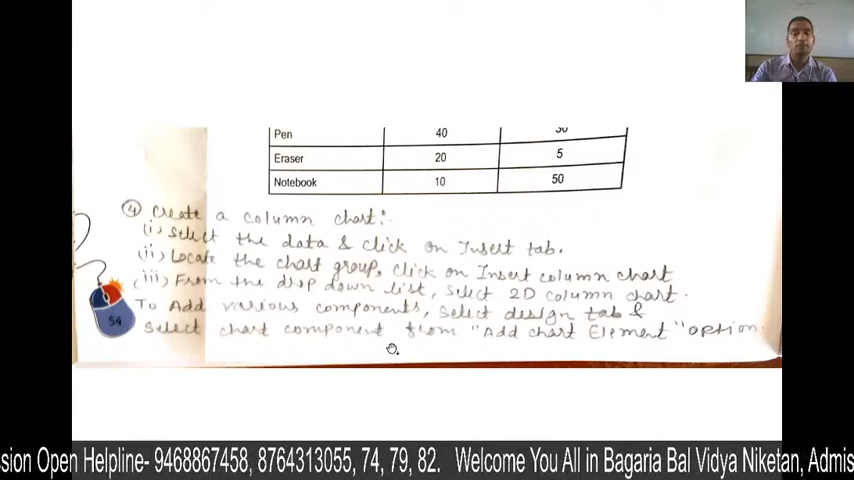 Pen 40 30
Eraser 20 5
Notebook 10 50
④ Create a column chart:-
(i) Select the data & click on Insert tab.
(ii) Locate the chart group, click on Insert column chart
(iii) From the drop down list, select 2D column chart.
To Add various components, select design tab &
select chart component from "Add chart Element" option.
54
ssion Open Helpline- 9468867458, 8764313055, 74, 79, 82. Welcome You All in Bagaria Bal Vidya Niketan, Admis